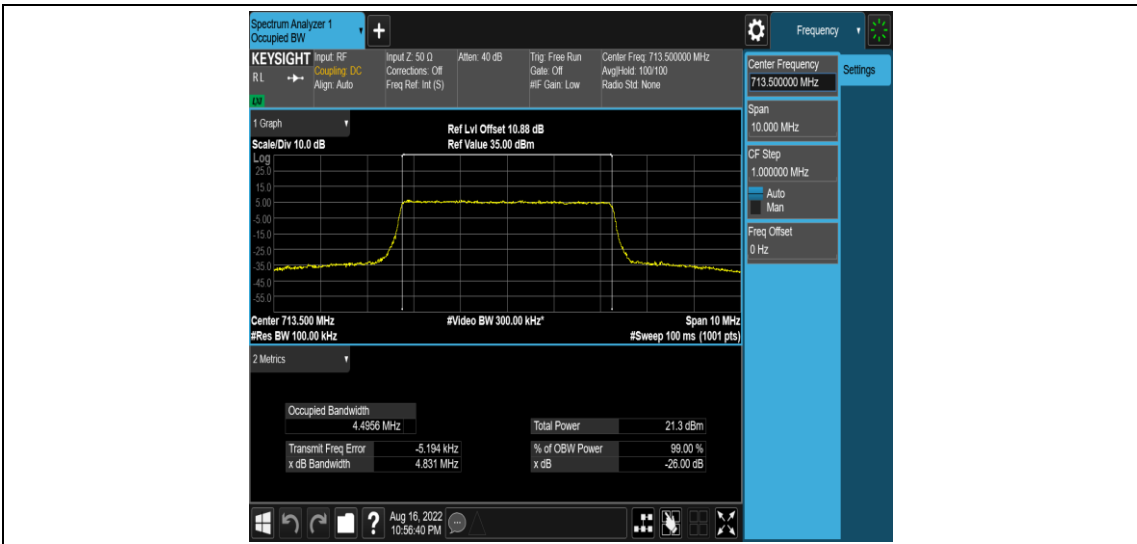 Spectrum Analyzer 1
Occupied BW
+
Frequency
KEYSIGHT
RL
LXI
Input: RF
Coupling: DC
Align: Auto
Input Z: 50 Ω
Corrections: Off
Freq Ref: Int (S)
Atten: 40 dB
Trig: Free Run
Gate: Off
#IF Gain: Low
Center Freq: 713.500000 MHz
Avg|Hold: 100/100
Radio Std: None
Center Frequency
713.500000 MHz
Settings
Span
10.000 MHz
CF Step
1.000000 MHz
Auto
Man
Freq Offset
0 Hz
1 Graph
Scale/Div 10.0 dB
Ref Lvl Offset 10.88 dB
Ref Value 35.00 dBm
Log
25.0
15.0
5.00
-5.00
-15.0
-25.0
-35.0
-45.0
-55.0
Center 713.500 MHz
#Video BW 300.00 kHz*
Span 10 MHz
#Res BW 100.00 kHz
#Sweep 100 ms (1001 pts)
2 Metrics
Occupied Bandwidth
4.4956 MHz
Total Power 21.3 dBm
Transmit Freq Error -5.194 kHz
% of OBW Power 99.00 %
x dB Bandwidth 4.831 MHz
x dB -26.00 dB
?
Aug 16, 2022
10:56:40 PM